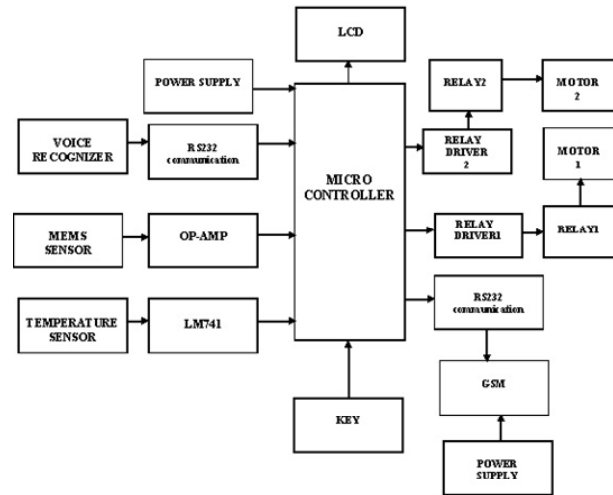 LCD
POWER SUPPLY
RELAY2
MOTOR
2
VOICE
RECOGNIZER
RS232
communication
MICRO
CONTROLLER
RELAY
DRIVER
2
MOTOR
1
MEMS
SENSOR
OP-AMP
RELAY
DRIVER1
RELAY1
TEMPERATURE
SENSOR
LM741
RS232
communication
GSM
KEY
POWER
SUPPLY